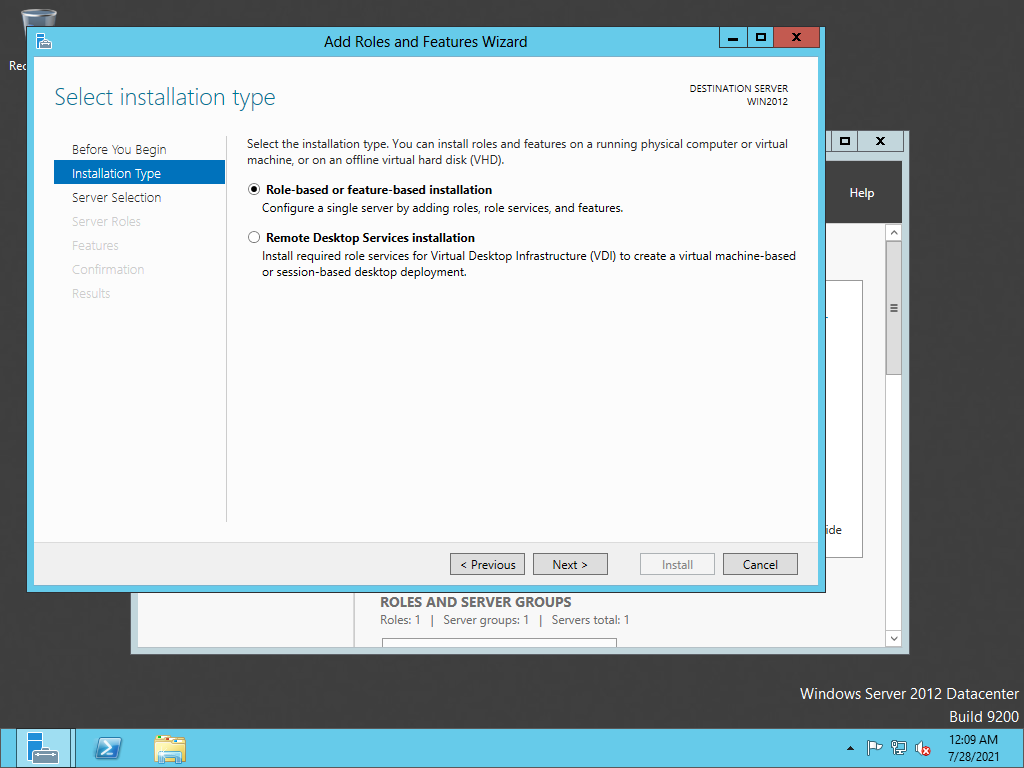 Add Roles and Features Wizard
Select installation type
DESTINATION SERVER
WIN2012
Before You Begin
Installation Type
Server Selection
Server Roles
Features
Confirmation
Results
Select the installation type. You can install roles and features on a running physical computer or virtual
machine, or on an offline virtual hard disk (VHD).
Role-based or feature-based installation
Configure a single server by adding roles, role services, and features.
Remote Desktop Services installation
Install required role services for Virtual Desktop Infrastructure (VDI) to create a virtual machine-based
or session-based desktop deployment.
< Previous
Next >
Install
Cancel
Rec
Help
ide
ROLES AND SERVER GROUPS
Roles: 1 | Server groups: 1 | Servers total: 1
Windows Server 2012 Datacenter
Build 9200
12:09 AM
7/28/2021